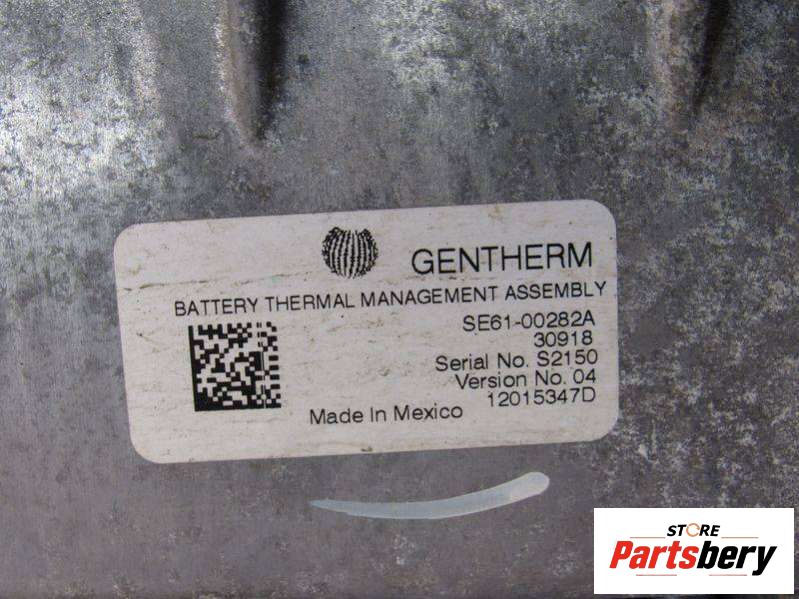 GENTHERM
BATTERY THERMAL MANAGEMENT ASSEMBLY
SE61-00282A
30918
Serial No. S2150
Version No. 04
12015347D
Made In Mexico
STORE
Partsbery